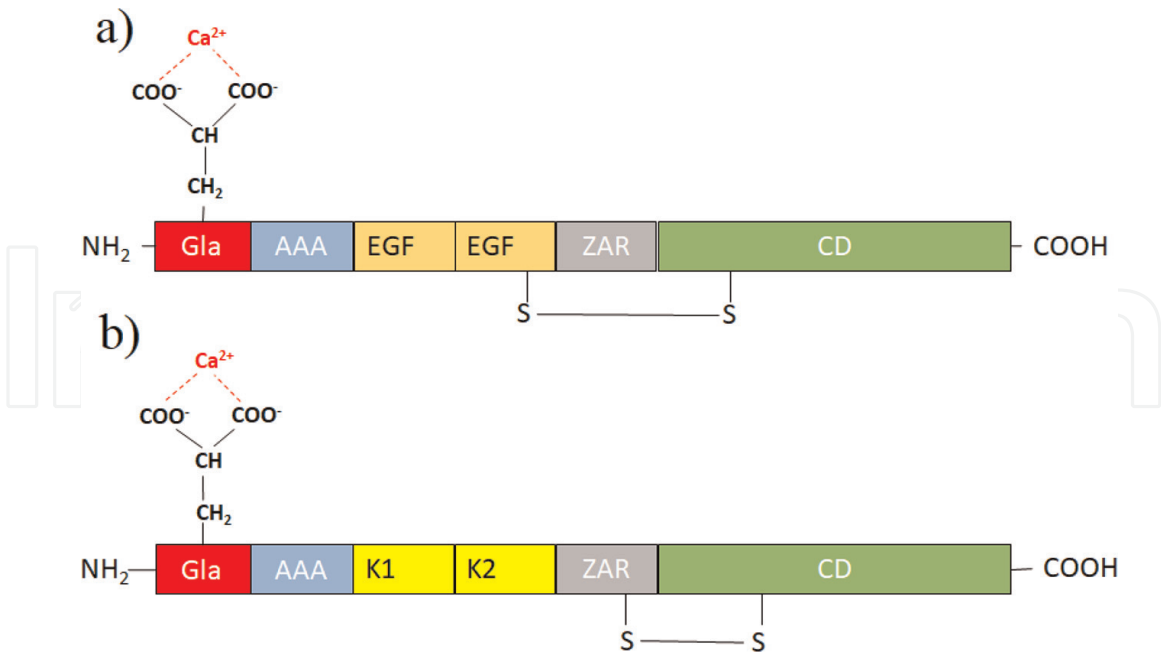 a)
Ca²⁺
COO⁻ COO⁻
CH
CH₂
NH₂ Gla AAA EGF EGF ZAR CD COOH
S S
b)
Ca²⁺
COO⁻ COO⁻
CH
CH₂
NH₂ Gla AAA K1 K2 ZAR CD COOH
S S